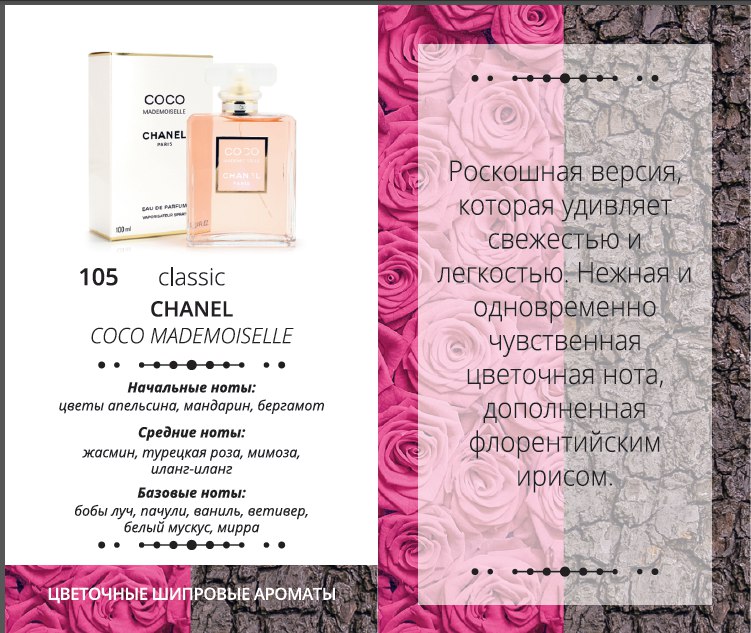 COCO
MADEMOISELLE
CHANEL
PARIS
EAU DE PARFUM
VAPORISATEUR SPRAY
100 ml
COCO
MADEMOISELLE
CHANEL
PARIS
105 classic
CHANEL
COCO MADEMOISELLE
Начальные ноты:
цветы апельсина, мандарин, бергамот
Средние ноты:
жасмин, турецкая роза, мимоза,
иланг-иланг
Базовые ноты:
бобы луч, пачули, ваниль, ветивер,
белый мускус, мирра
ЦВЕТОЧНЫЕ ШИПРОВЫЕ АРОМАТЫ
Роскошная версия,
которая удивляет
свежестью и
легкостью. Нежная и
одновременно
чувственная
цветочная нота,
дополненная
флорентийским
ирисом.